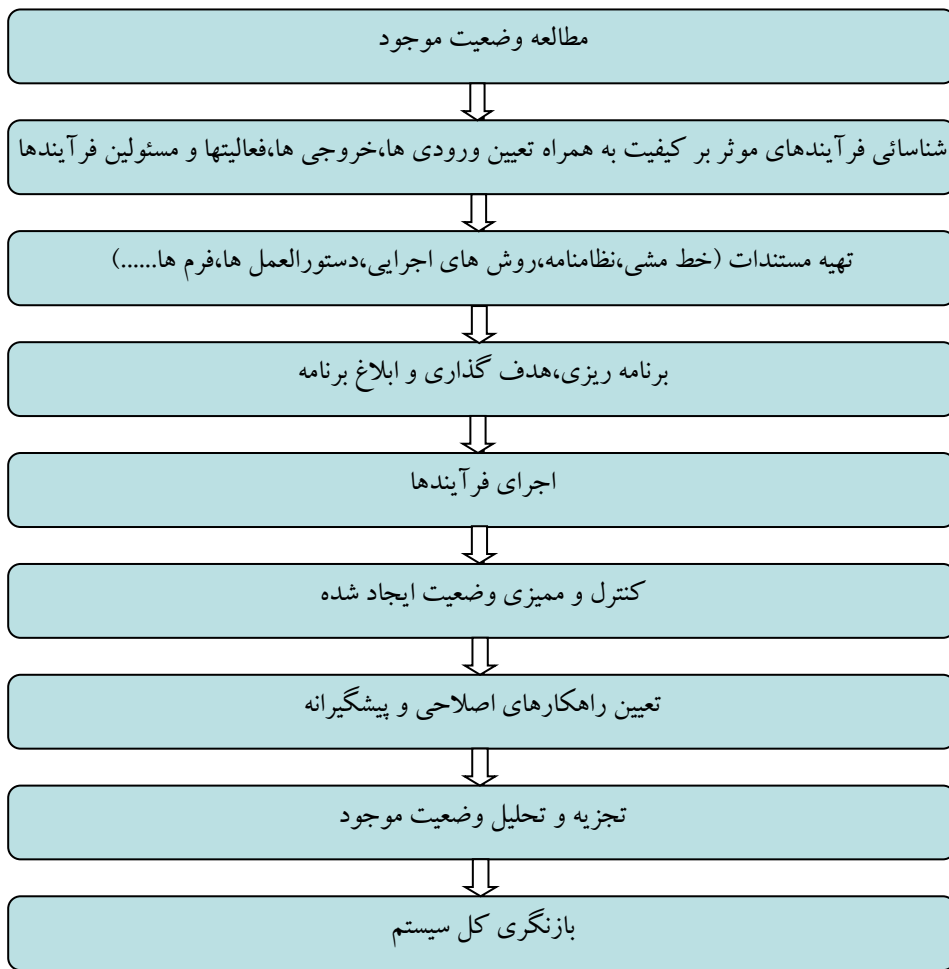 مطالعه وضعیت موجود
شناسائی فرآیندهای موثر بر کیفیت به همراه تعیین ورودی ها،خروجی ها،فعالیتها و مسئولین فرآیندها
تهیه مستندات (خط مشی،نظامنامه،روش های اجرایی،دستورالعمل ها،فرم ها......)
برنامه ریزی،هدف گذاری و ابلاغ برنامه
اجرای فرآیندها
کنترل و ممیزی وضعیت ایجاد شده
تعیین راهکارهای اصلاحی و پیشگیرانه
تجزیه و تحلیل وضعیت موجود
بازنگری کل سیستم